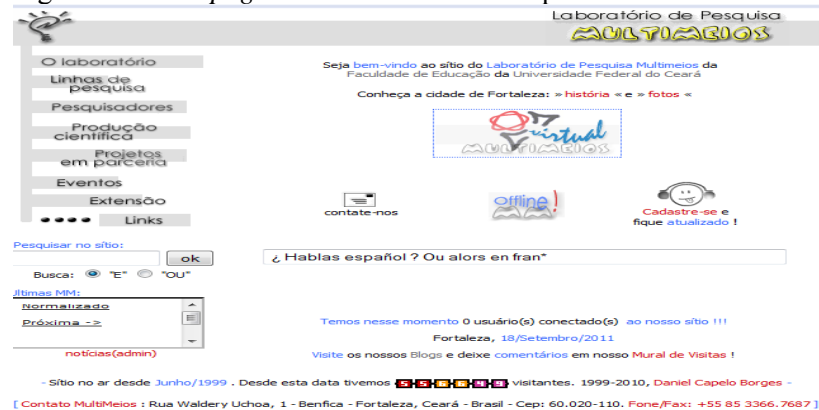 Laboratório de Pesquisa
MULTIMEIOS
O laboratório
Linhas de
pesquisa
Pesquisadores
Produção
científica
Projetos
em parceria
Eventos
Extensão
Links
Pesquisar no sítio:
ok
Busca: "E" "OU"
Últimas MM:
Normalizado
Próxima ->
notícias(admin)
Seja bem-vindo ao sítio do Laboratório de Pesquisa Multimeios da
Faculdade de Educação da Universidade Federal do Ceará
Conheça a cidade de Fortaleza: » história « e » fotos «
virtual
MULTIMEIOS
contate-nos
offline!
Cadastre-se e
fique atualizado !
¿ Hablas español ? Ou alors en fran*
Temos nesse momento 0 usuário(s) conectado(s) ao nosso sítio !!!
Fortaleza, 18/Setembro/2011
Visite os nossos Blogs e deixe comentários em nosso Mural de Visitas !
- Sítio no ar desde Junho/1999 . Desde esta data tivemos visitantes. 1999-2010, Daniel Capelo Borges -
[ Contato MultiMeios : Rua Waldery Uchoa, 1 - Benfica - Fortaleza, Ceará - Brasil - Cep: 60.020-110. Fone/Fax: +55 85 3366.7687 ]